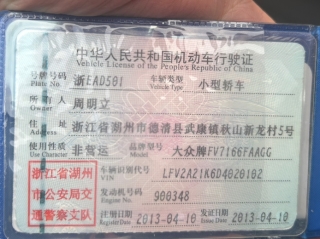 中华人民共和国机动车行驶证
Vehicle License of the People's Republic of China
号牌号码 Plate No. 浙EAD501 车辆类型 Vehicle Type 小型轿车
所有人 Owner 周明立
住址 浙江省湖州市德清县武康镇秋山新龙村5号
使用性质 Use Character 非营运 品牌型号 Model 大众牌FV7166FAAGG
浙江省湖州市公安局交通警察支队
车辆识别代号 VIN LFV2A21K6D4020102
发动机号码 Engine No. 900348
注册日期 Register Date 2013-04-10 发证日期 Issue Date 2013-04-10